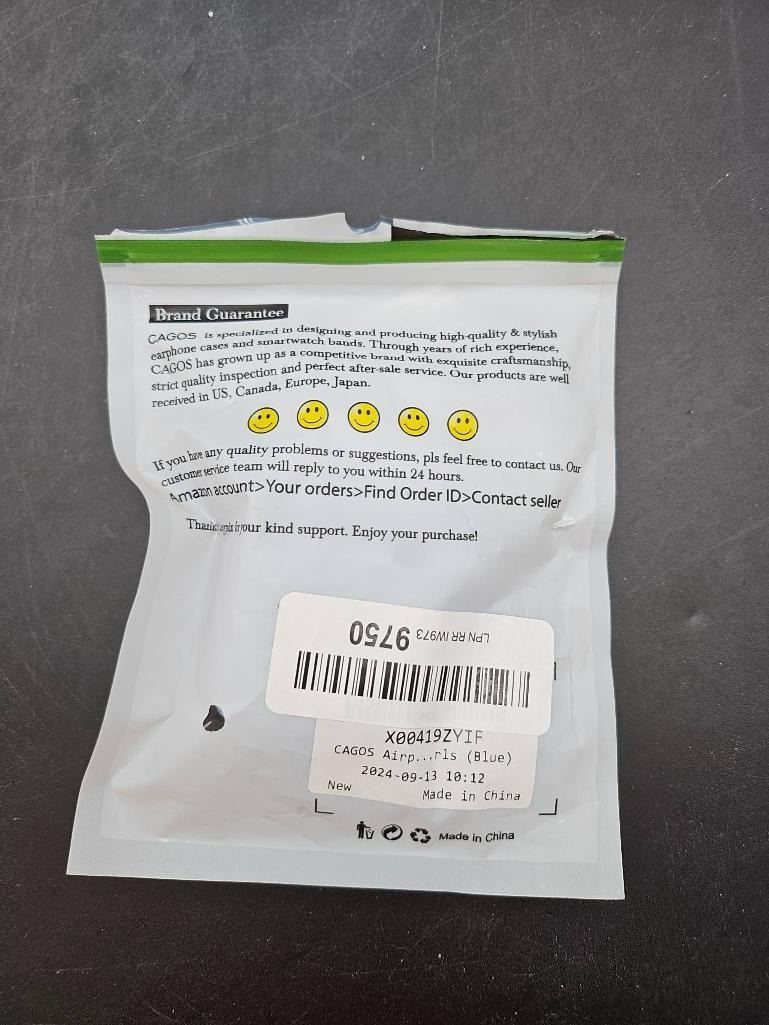 Brand Guarantee
CAGOS is specialized in designing and producing high-quality & stylish
earphone cases and smartwatch bands. Through years of rich experience,
CAGOS has grown up as a competitive brand with exquisite craftsmanship,
strict quality inspection and perfect after-sale service. Our products are well
received in US, Canada, Europe, Japan.
If you have any quality problems or suggestions, pls feel free to contact us. Our
customer service team will reply to you within 24 hours.
Amazon account>Your orders>Find Order ID>Contact seller
Thanks again for your kind support. Enjoy your purchase!
LPN RR IW973 9750
X00419ZYIF
CAGOS Airp...rls (Blue)
2024-09-13 10:12
New Made in China
Made in China